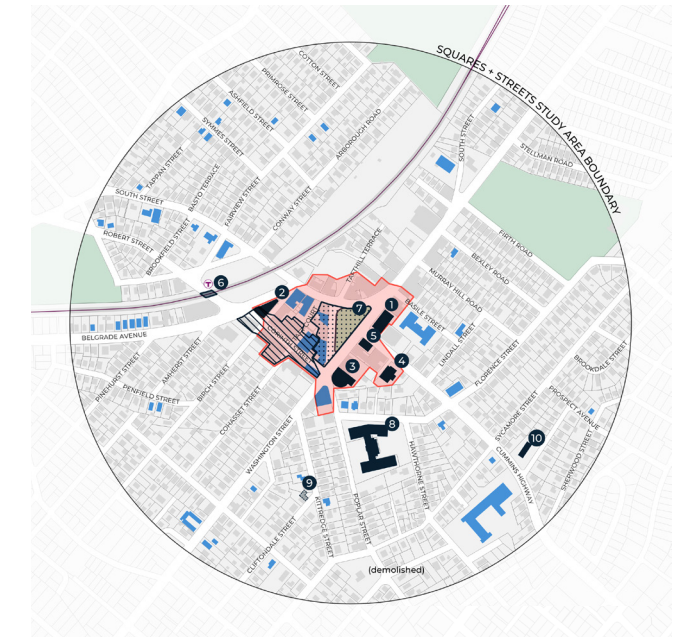 SQUARES + STREETS STUDY AREA BOUNDARY
COTTON STREET
PRIMROSE STREET
ASHFIELD STREET
SYMMES STREET
ARBOROUGH ROAD
SOUTH STREET
STELLMAN ROAD
TAPPAN STREET
BASTO TERRACE
FAIRVIEW STREET
CONWAY STREET
SOUTH STREET
ROBERT STREET
BROOKFIELD STREET
TAFTHILL TERRACE
FIRTH ROAD
BEXLEY ROAD
MURRAY HILL ROAD
T
6
2
7
1
BASILE STREET
5
LINDALL STREET
BELGRADE AVENUE
CORINTH STREET
3
4
FLORENCE STREET
BROOKDALE STREET
PINEHURST STREET
AMHERST STREET
BIRCH STREET
PENFIELD STREET
COHASSET STREET
PROSPECT AVENUE
SYCAMORE STREET
WASHINGTON STREET
8
10
HAWTHORNE STREET
SHERWOOD STREET
CUMMINS HIGHWAY
9
KITTREDGE STREET
POPLAR STREET
CLIFTONDALE STREET
(demolished)